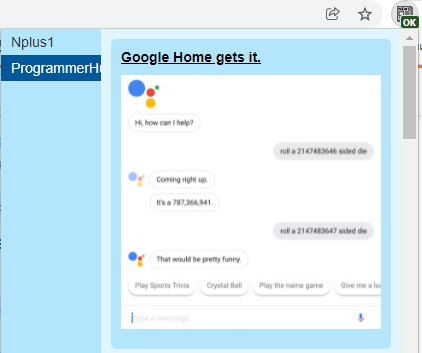 OK
Nplus1
ProgrammerHu
Google Home gets it.
Hi, how can I help?
roll a 2147483646 sided die
Coming right up.
It's a 787,366,941.
roll a 2147483647 sided die
That would be pretty funny.
Play Sports Trivia Crystal Ball Play the name game Give me a lu
Type a message